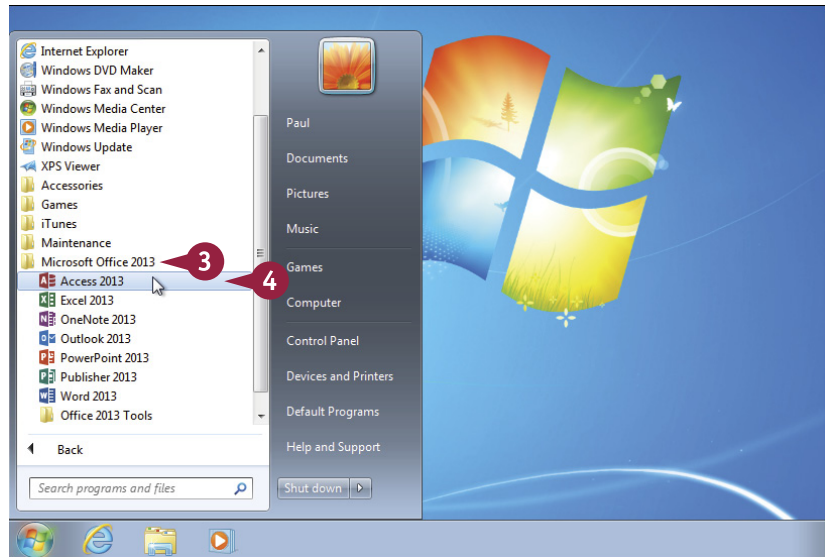 Internet Explorer
Windows DVD Maker
Windows Fax and Scan
Windows Media Center
Windows Media Player
Windows Update
XPS Viewer
Accessories
Games
iTunes
Maintenance
Microsoft Office 2013
3
Access 2013
4
Excel 2013
OneNote 2013
Outlook 2013
PowerPoint 2013
Publisher 2013
Word 2013
Office 2013 Tools
Back
Search programs and files
Paul
Documents
Pictures
Music
Games
Computer
Control Panel
Devices and Printers
Default Programs
Help and Support
Shut down